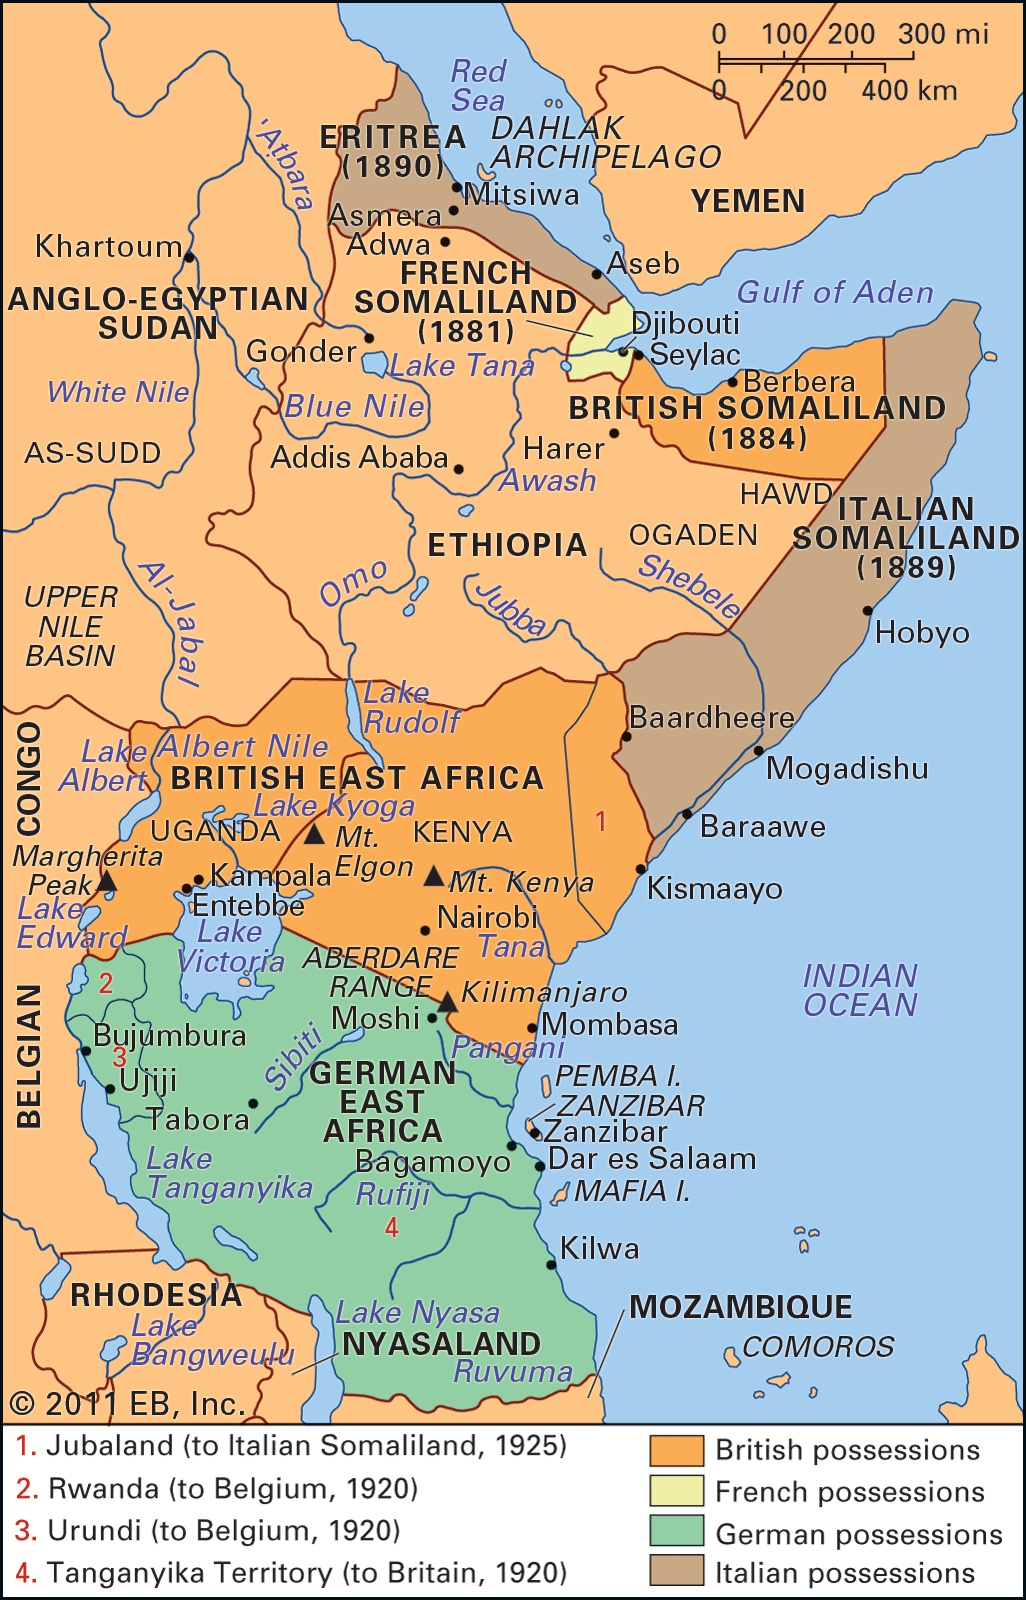 0 100 200 300 mi
0 200 400 km
Red
Sea
'Aṭbara
ERITREA
(1890)
DAHLAK
ARCHIPELAGO
Mitsiwa
YEMEN
Asmera
Adwa
Khartoum
Aseb
FRENCH
SOMALILAND
(1881)
Gulf of Aden
ANGLO-EGYPTIAN
SUDAN
Djibouti
Gonder
Lake Tana
Seylac
White Nile
Blue Nile
Berbera
BRITISH SOMALILAND
(1884)
AS-SUDD
Addis Ababa
Harer
Awash
HAWD
ITALIAN
SOMALILAND
(1889)
ETHIOPIA
OGADEN
Omo
Jubba
Shebele
Al-Jabal
UPPER
NILE
BASIN
Hobyo
Lake
Rudolf
Baardheere
BELGIAN CONGO
Lake
Albert
Albert Nile
BRITISH EAST AFRICA
Mogadishu
Lake Kyoga
UGANDA
Mt.
Elgon
KENYA
1
Baraawe
Margherita
Peak
Kampala
Mt. Kenya
Kismaayo
Entebbe
Lake
Edward
Lake
Victoria
Nairobi
Tana
ABERDARE
RANGE
INDIAN
OCEAN
2
Kilimanjaro
Moshi
Mombasa
Bujumbura
3
Sibiti
Pangani
Ujiji
GERMAN
EAST
AFRICA
PEMBA I.
ZANZIBAR
Tabora
Zanzibar
Bagamoyo
Dar es Salaam
Lake
Tanganyika
Rufiji
MAFIA I.
4
Kilwa
RHODESIA
Lake Nyasa
MOZAMBIQUE
Lake
Bangweulu
NYASALAND
COMOROS
Ruvuma
© 2011 EB, Inc.
1. Jubaland (to Italian Somaliland, 1925)
2. Rwanda (to Belgium, 1920)
3. Urundi (to Belgium, 1920)
4. Tanganyika Territory (to Britain, 1920)
British possessions
French possessions
German possessions
Italian possessions